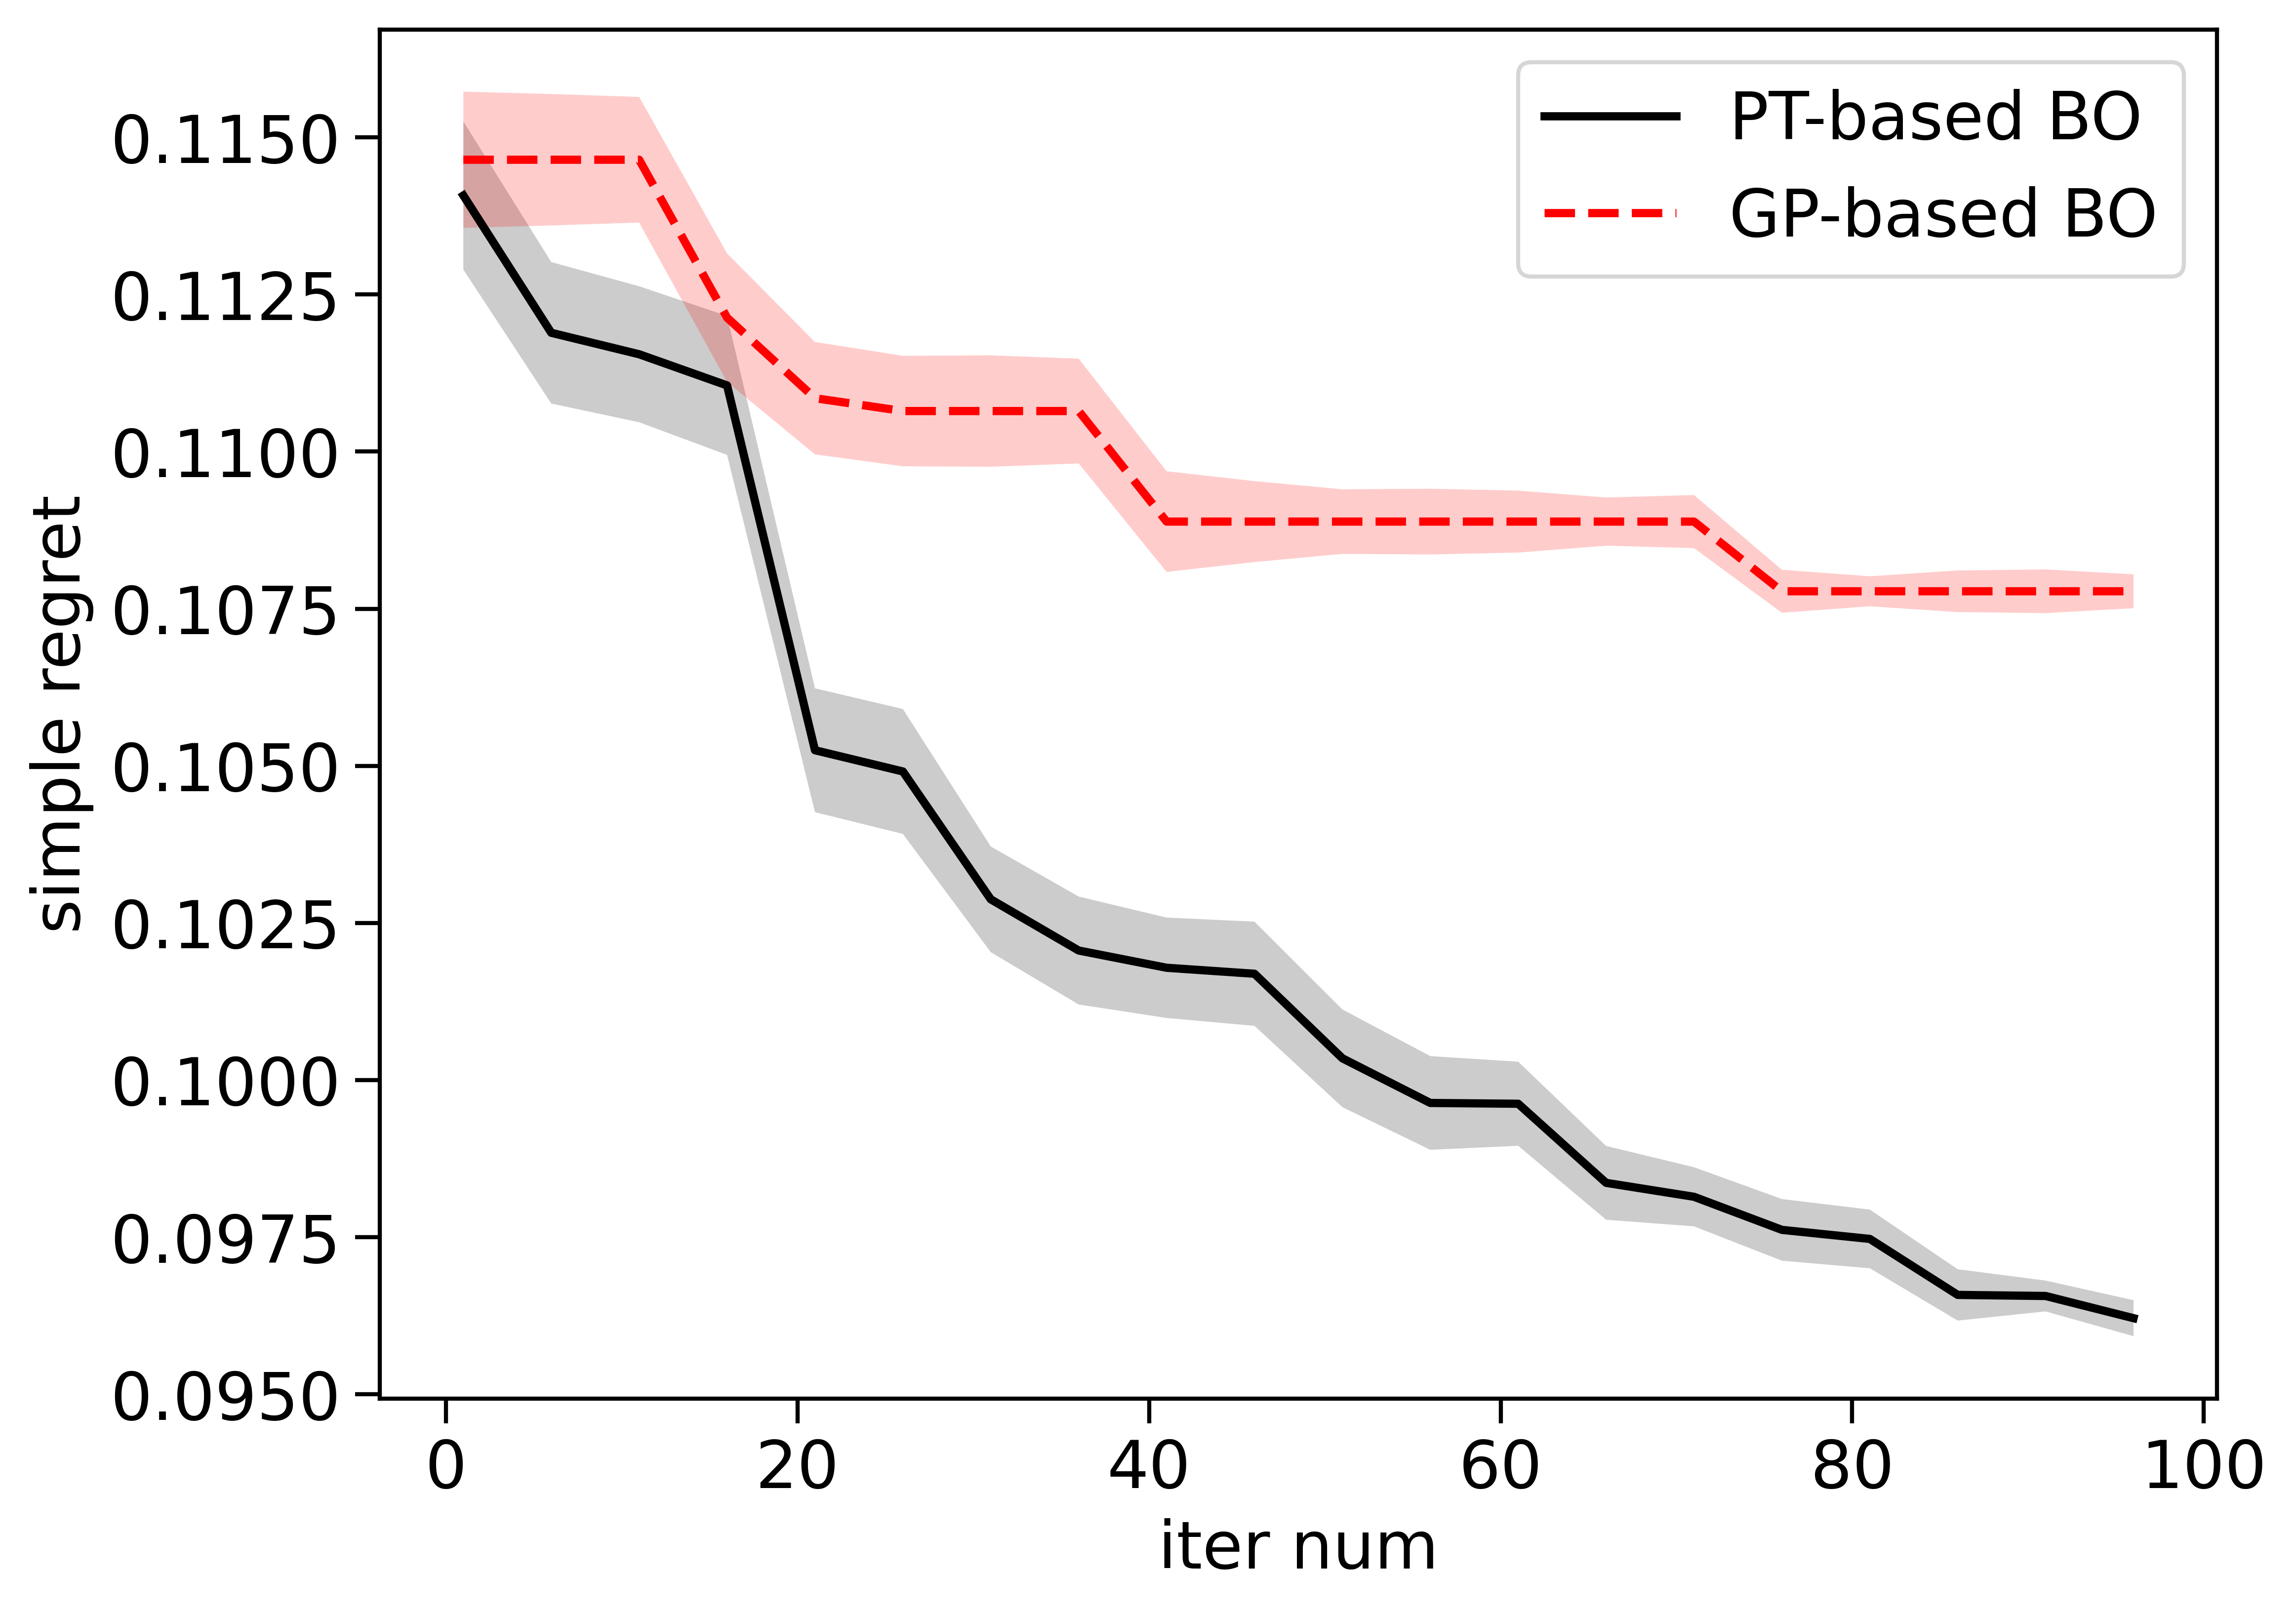 PT-based BO
GP-based BO
0.1150
0.1125
0.1100
0.1075
0.1050
0.1025
0.1000
0.0975
0.0950
simple regret
0 20 40 60 80 100
iter num